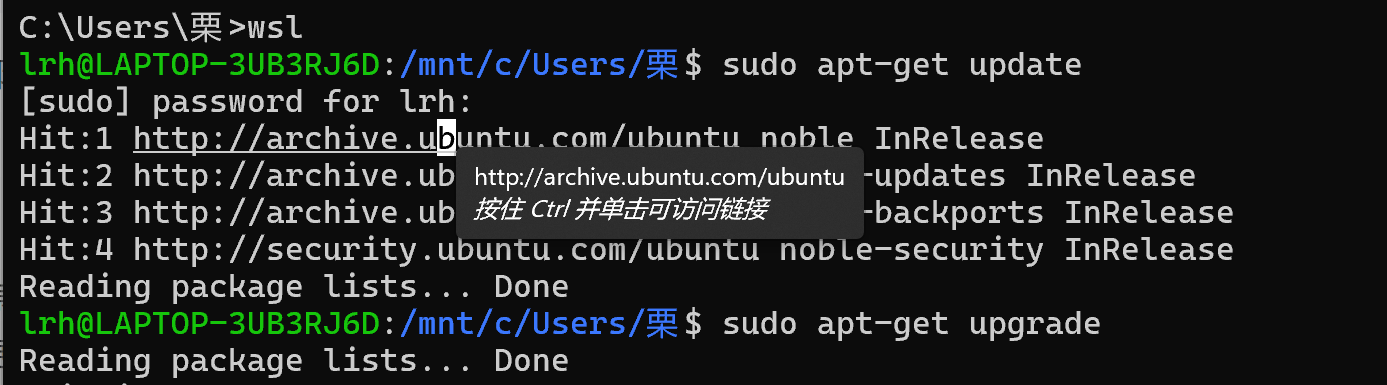 C:\Users\栗>wsl
lrh@LAPTOP-3UB3RJ6D:/mnt/c/Users/栗$ sudo apt-get update
[sudo] password for lrh:
Hit:1 http://archive.ubuntu.com/ubuntu noble InRelease
http://archive.ubuntu.com/ubuntu
按住 Ctrl 并单击可访问链接
Hit:2 http://archive.ub -updates InRelease
Hit:3 http://archive.ub -backports InRelease
Hit:4 http://security.ubuntu.com/ubuntu noble-security InRelease
Reading package lists... Done
lrh@LAPTOP-3UB3RJ6D:/mnt/c/Users/栗$ sudo apt-get upgrade
Reading package lists... Done